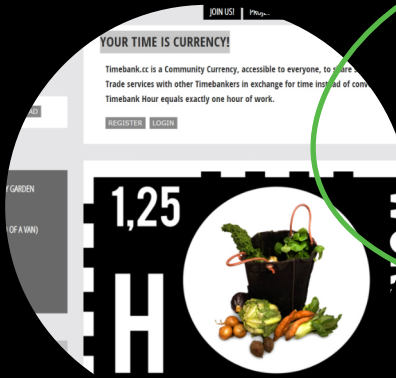 JOIN US!
YOUR TIME IS CURRENCY!
Timebank.cc is a Community Currency, accessible to everyone, to share
Trade services with other Timebankers in exchange for time instead of
Timebank Hour equals exactly one hour of work.
REGISTER LOGIN
GARDEN
OF A VAN)
1,25
H